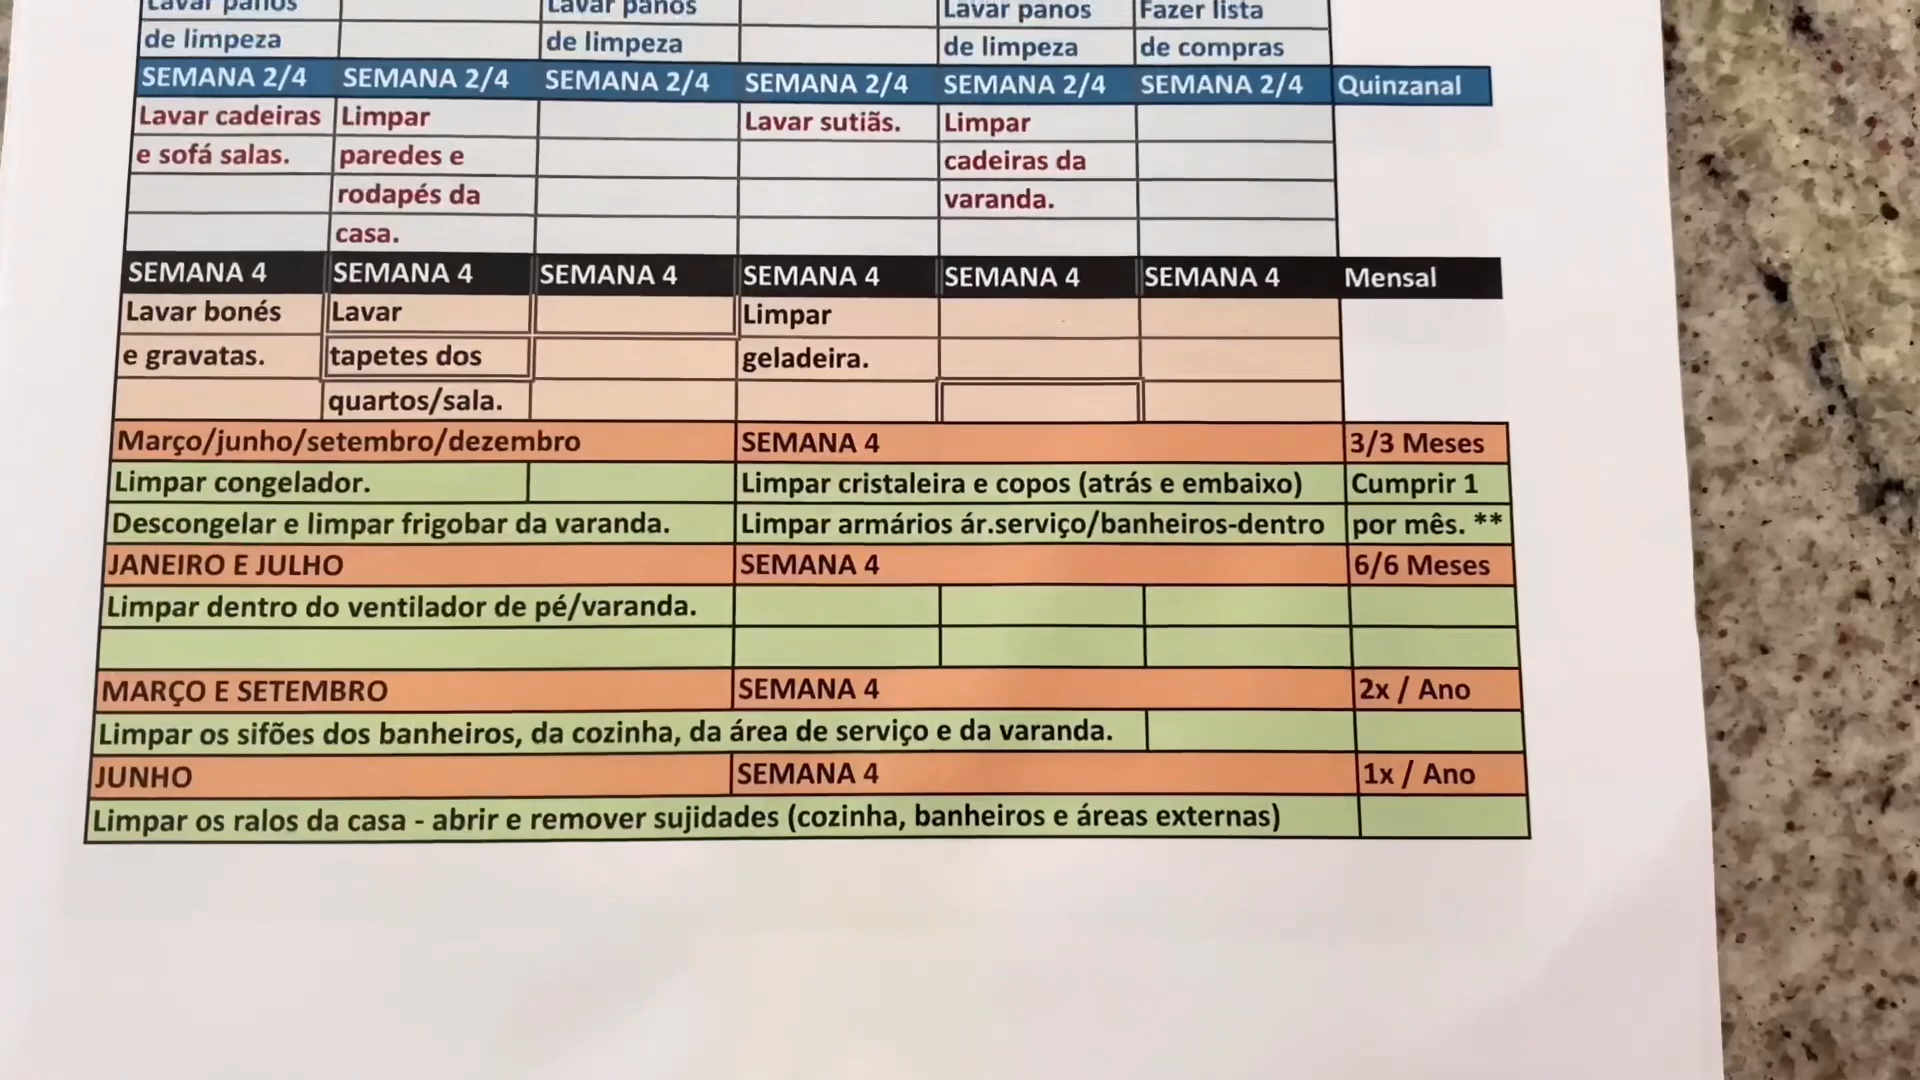 Lavar panos Lavar panos Lavar panos Fazer lista
de limpeza de limpeza de limpeza de compras
SEMANA 2/4 SEMANA 2/4 SEMANA 2/4 SEMANA 2/4 SEMANA 2/4 SEMANA 2/4 Quinzanal
Lavar cadeiras Limpar Lavar sutiãs. Limpar
e sofá salas. paredes e cadeiras da
rodapés da varanda.
casa.
SEMANA 4 SEMANA 4 SEMANA 4 SEMANA 4 SEMANA 4 SEMANA 4 Mensal
Lavar bonés Lavar Limpar
e gravatas. tapetes dos geladeira.
quartos/sala.
Março/junho/setembro/dezembro SEMANA 4 3/3 Meses
Limpar congelador. Limpar cristaleira e copos (atrás e embaixo) Cumprir 1
Descongelar e limpar frigobar da varanda. Limpar armários ár.serviço/banheiros-dentro por mês. **
JANEIRO E JULHO SEMANA 4 6/6 Meses
Limpar dentro do ventilador de pé/varanda.
MARÇO E SETEMBRO SEMANA 4 2x / Ano
Limpar os sifões dos banheiros, da cozinha, da área de serviço e da varanda.
JUNHO SEMANA 4 1x / Ano
Limpar os ralos da casa - abrir e remover sujidades (cozinha, banheiros e áreas externas)